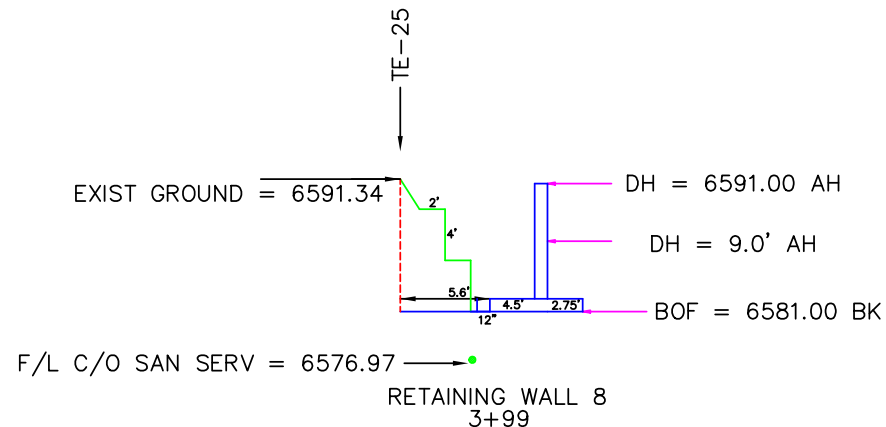 TE-25
EXIST GROUND = 6591.34
DH = 6591.00 AH
2'
4'
DH = 9.0' AH
5.6'
4.5'
2.75'
12"
BOF = 6581.00 BK
F/L C/O SAN SERV = 6576.97
RETAINING WALL 8
3+99